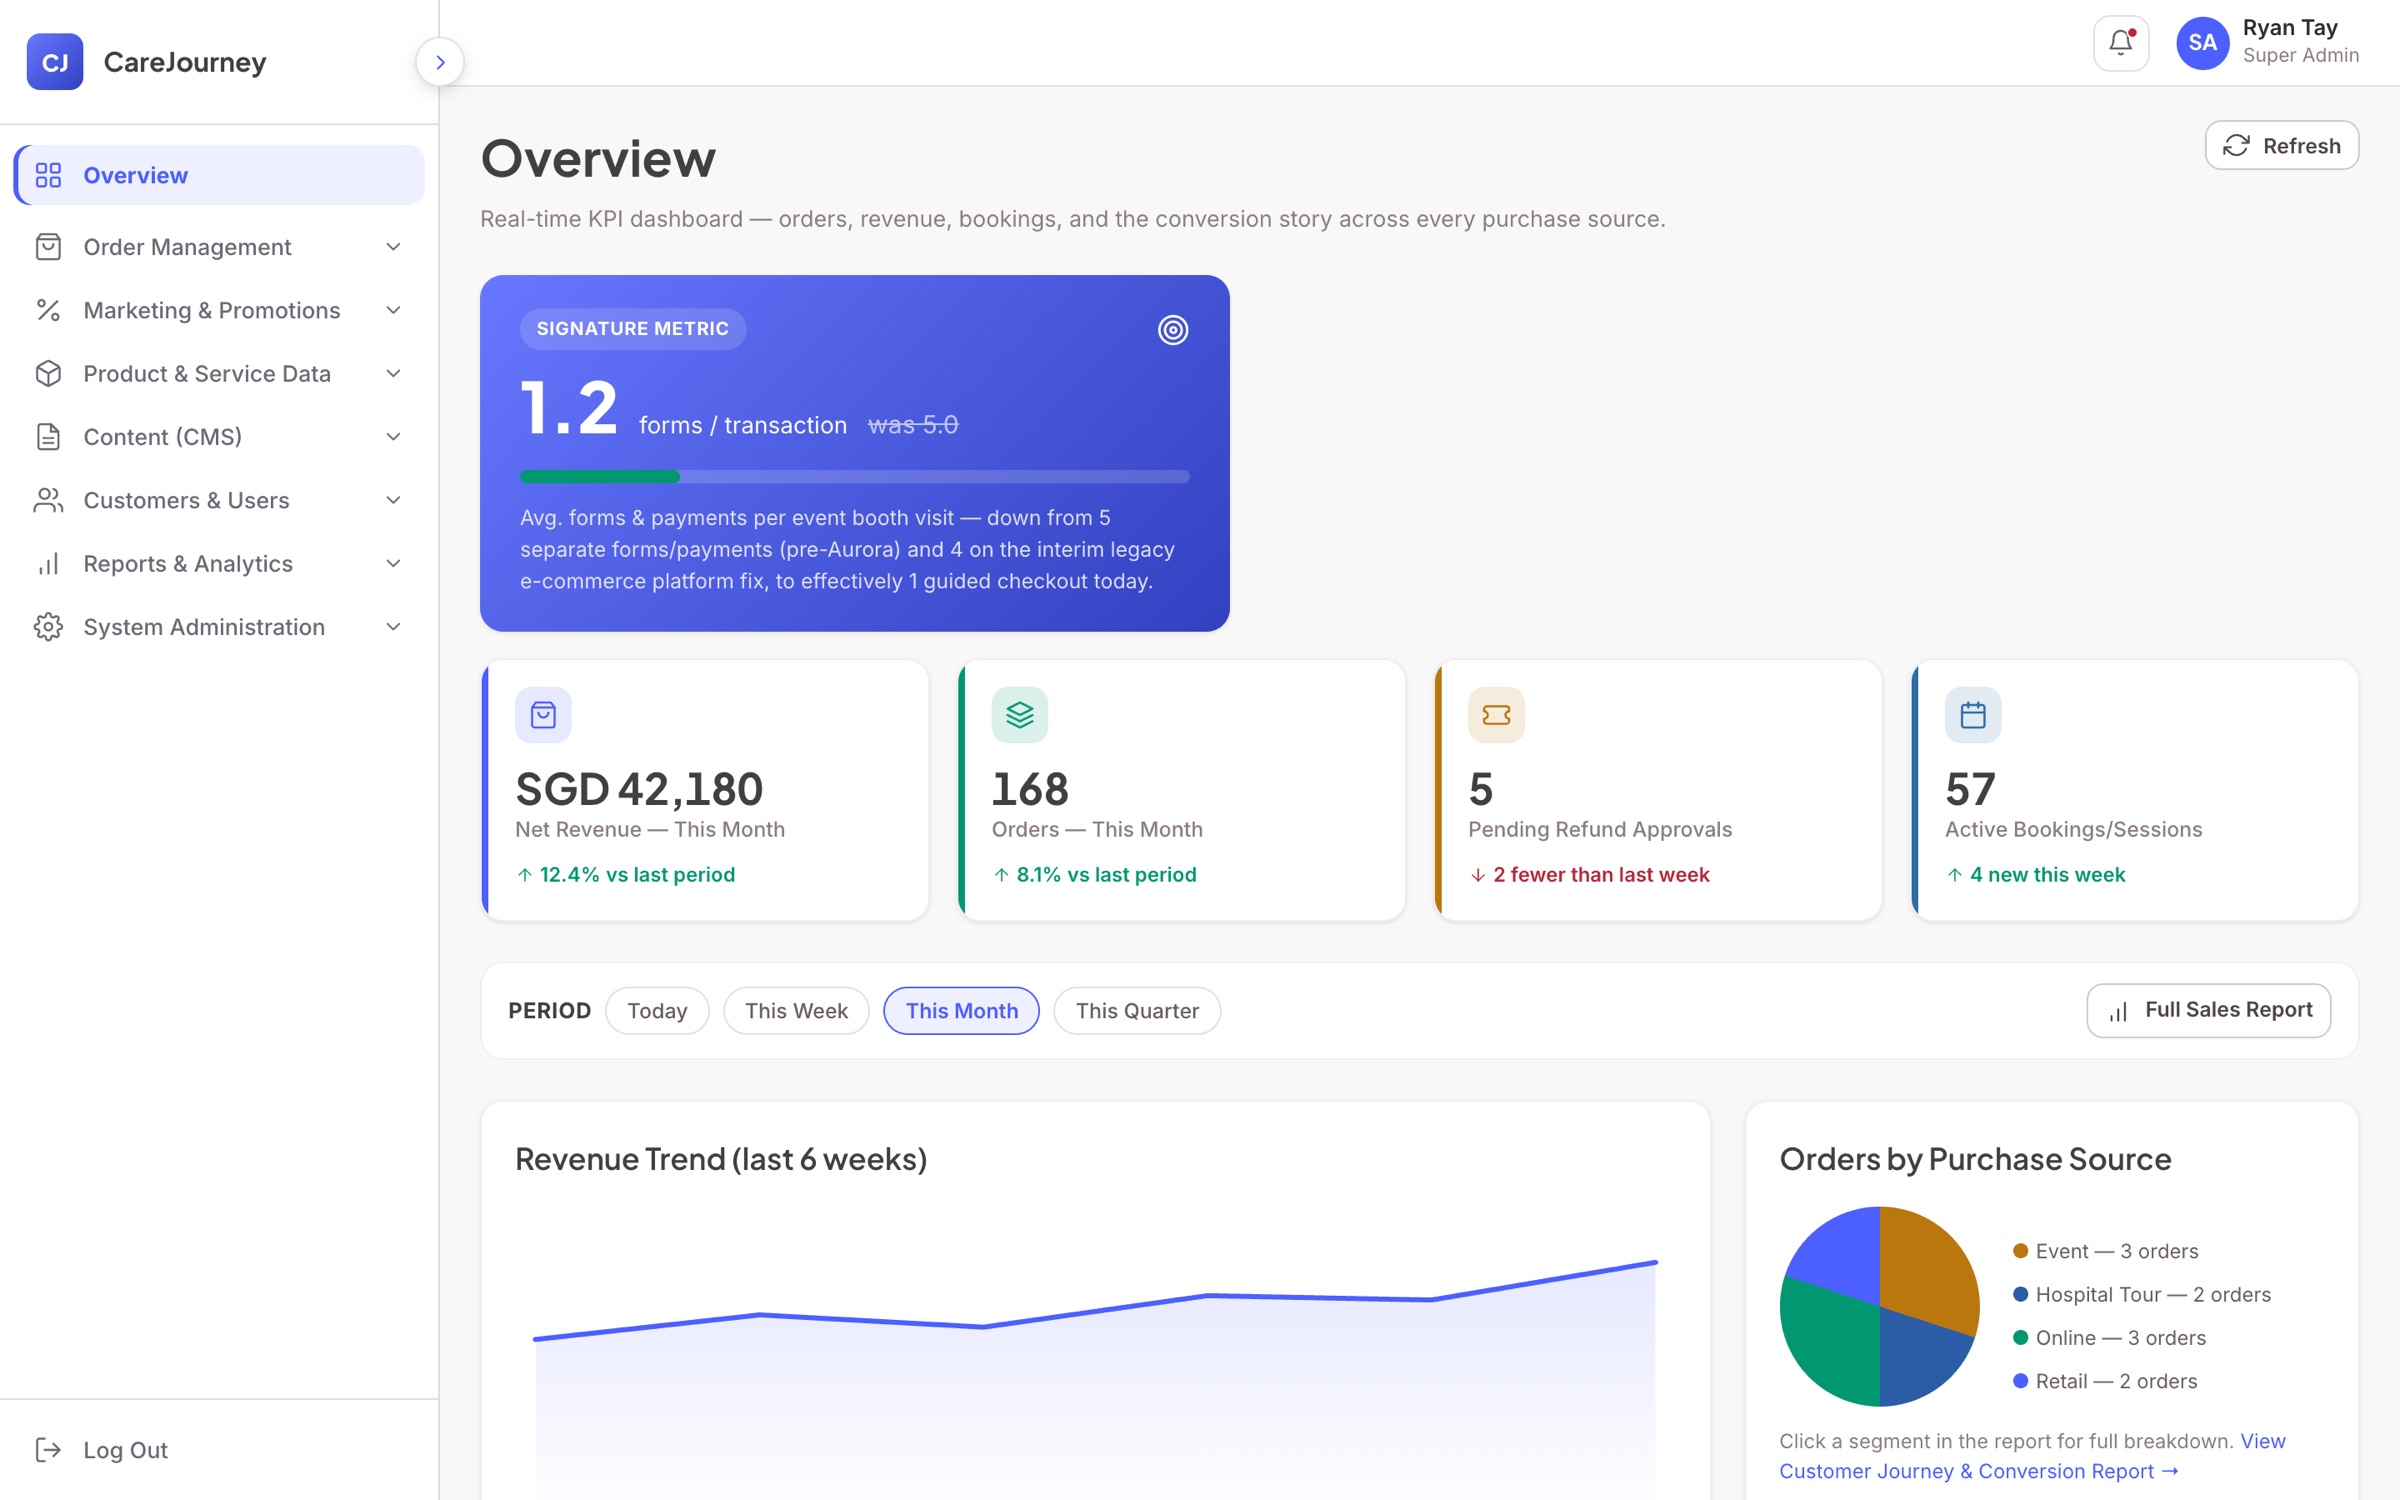 CJ
CareJourney
Ryan Tay
SA
Super Admin
Overview
Order Management
Marketing & Promotions
Product & Service Data
Content (CMS)
Customers & Users
Reports & Analytics
System Administration
Log Out
Overview
Refresh
Real-time KPI dashboard — orders, revenue, bookings, and the conversion story across every purchase source.
SIGNATURE METRIC
1.2 forms / transaction was 5.0
Avg. forms & payments per event booth visit — down from 5
separate forms/payments (pre-Aurora) and 4 on the interim legacy
e-commerce platform fix, to effectively 1 guided checkout today.
SGD 42,180
Net Revenue — This Month
↑ 12.4% vs last period
168
Orders — This Month
↑ 8.1% vs last period
5
Pending Refund Approvals
↓ 2 fewer than last week
57
Active Bookings/Sessions
↑ 4 new this week
PERIOD Today This Week This Month This Quarter
Full Sales Report
Revenue Trend (last 6 weeks)
Orders by Purchase Source
Event — 3 orders
Hospital Tour — 2 orders
Online — 3 orders
Retail — 2 orders
Click a segment in the report for full breakdown. View
Customer Journey & Conversion Report →